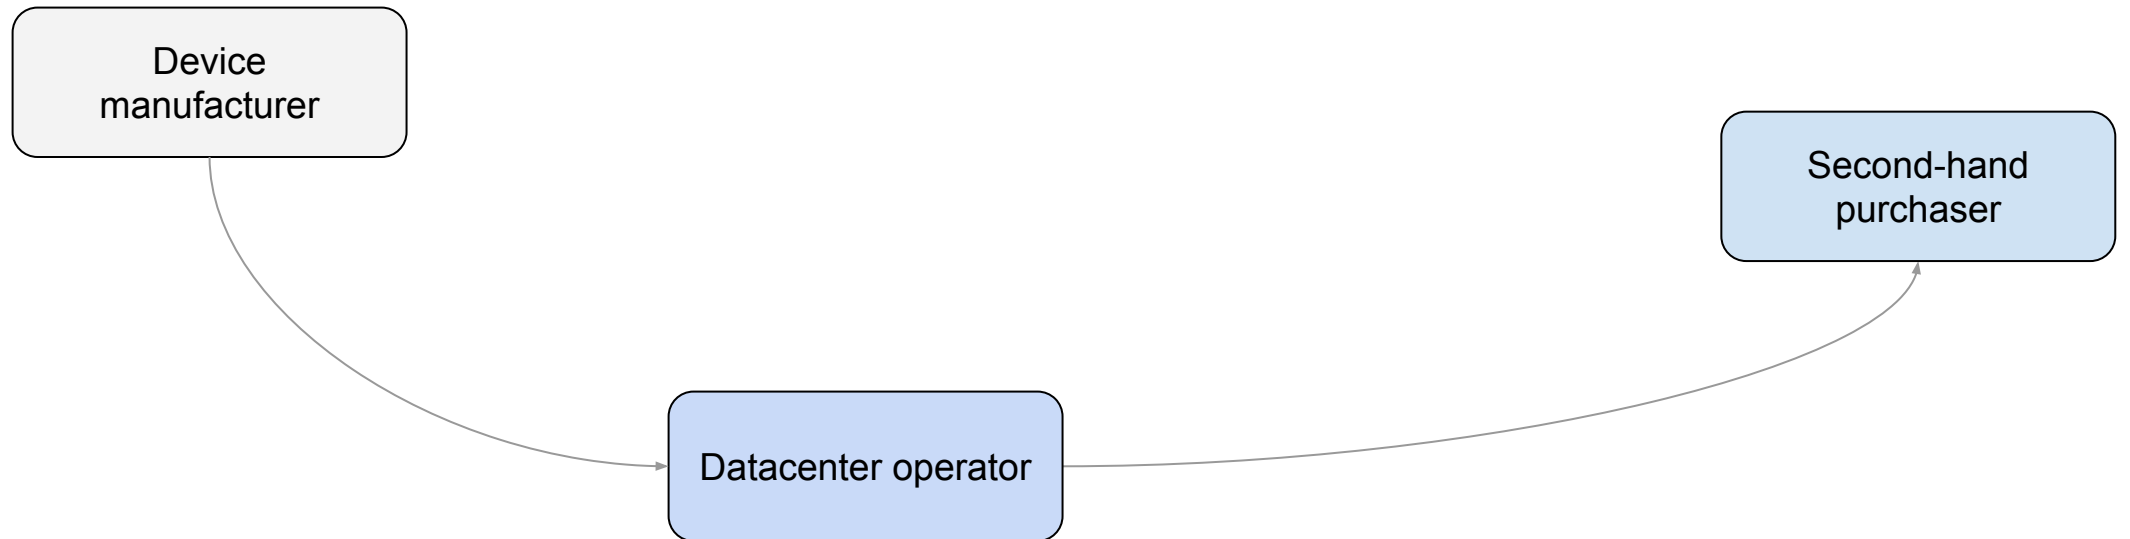 Device
manufacturer
Second-hand
purchaser
Datacenter operator